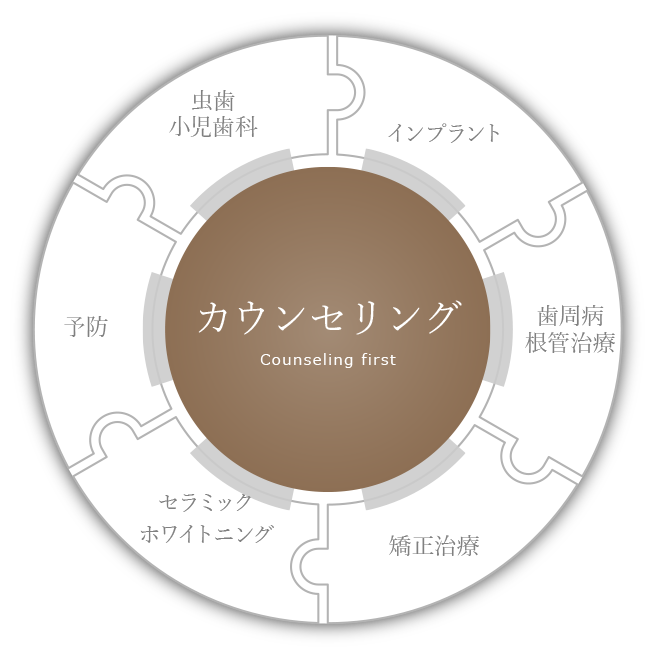 虫歯
小児歯科
インプラント
予防
カウンセリング
Counseling first
歯周病
根管治療
セラミック
ホワイトニング
矯正治療